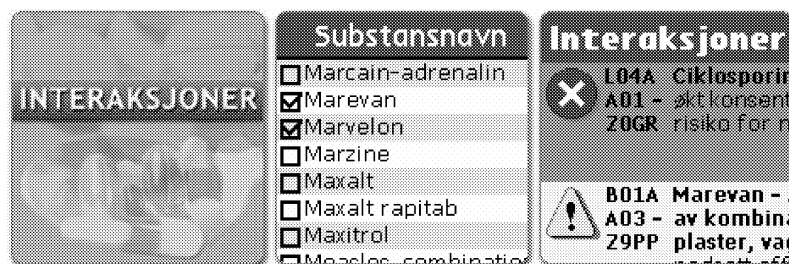 INTERAKSJONER
Substansnavn
Marcain-adrenalin
Marevan
Marvelon
Marzine
Maxalt
Maxalt rapitab
Maxitrol
Interaksjoner
L04A Ciklosporin
A01 - økt konsent
Z0GR risiko for
B01A Marevan -
A03 - av kombina
Z9PP plaster, va